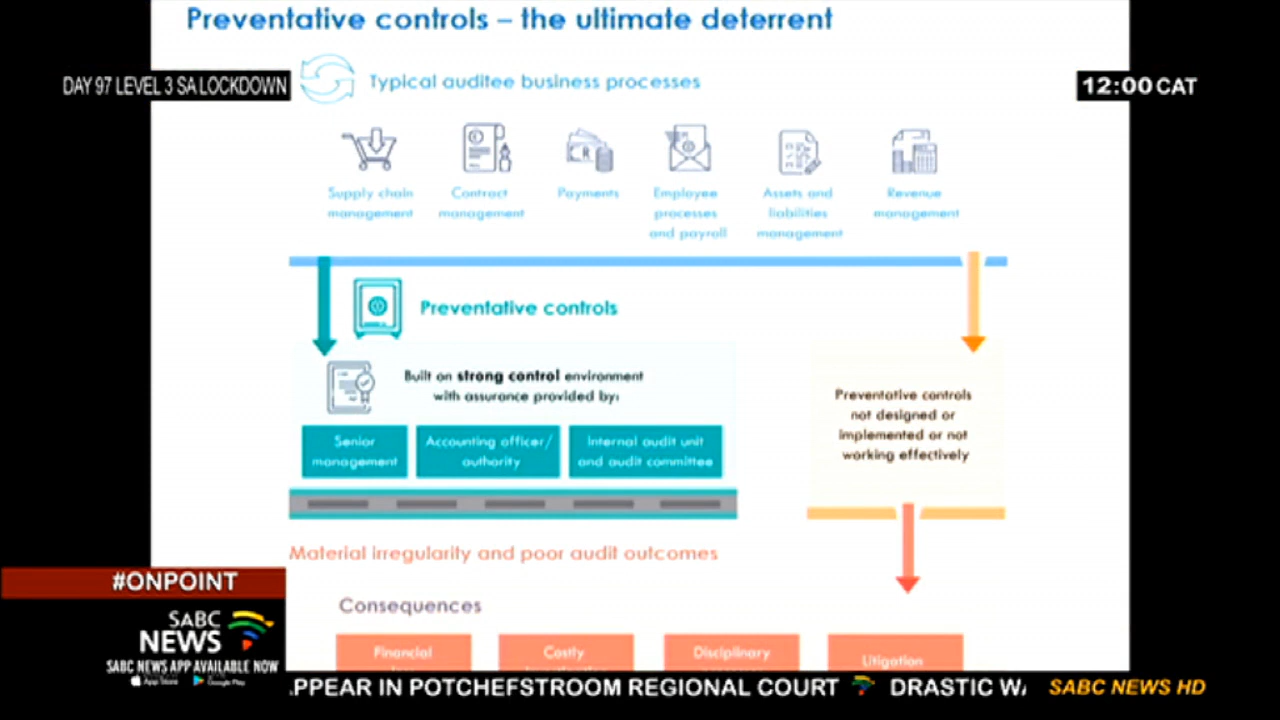 Preventative controls – the ultimate deterrent
DAY 97 LEVEL 3 SA LOCKDOWN
Typical auditee business processes
12:00 CAT
Supply chain
management
Contract
management
Payments
Employee
processes
and payroll
Assets and
liabilities
management
Revenue
management
Preventative controls
Built on strong control environment
with assurance provided by:
Senior
management
Accounting officer/
authority
Internal audit unit
and audit committee
Preventative controls
not designed or
implemented or not
working effectively
Material irregularity and poor audit outcomes
Consequences
Financial
Costly
Disciplinary
Litigation
#ONPOINT
SABC
NEWS
SABC NEWS APP AVAILABLE NOW
App Store
Google Play
PPEAR IN POTCHEFSTROOM REGIONAL COURT DRASTIC
SABC NEWS HD